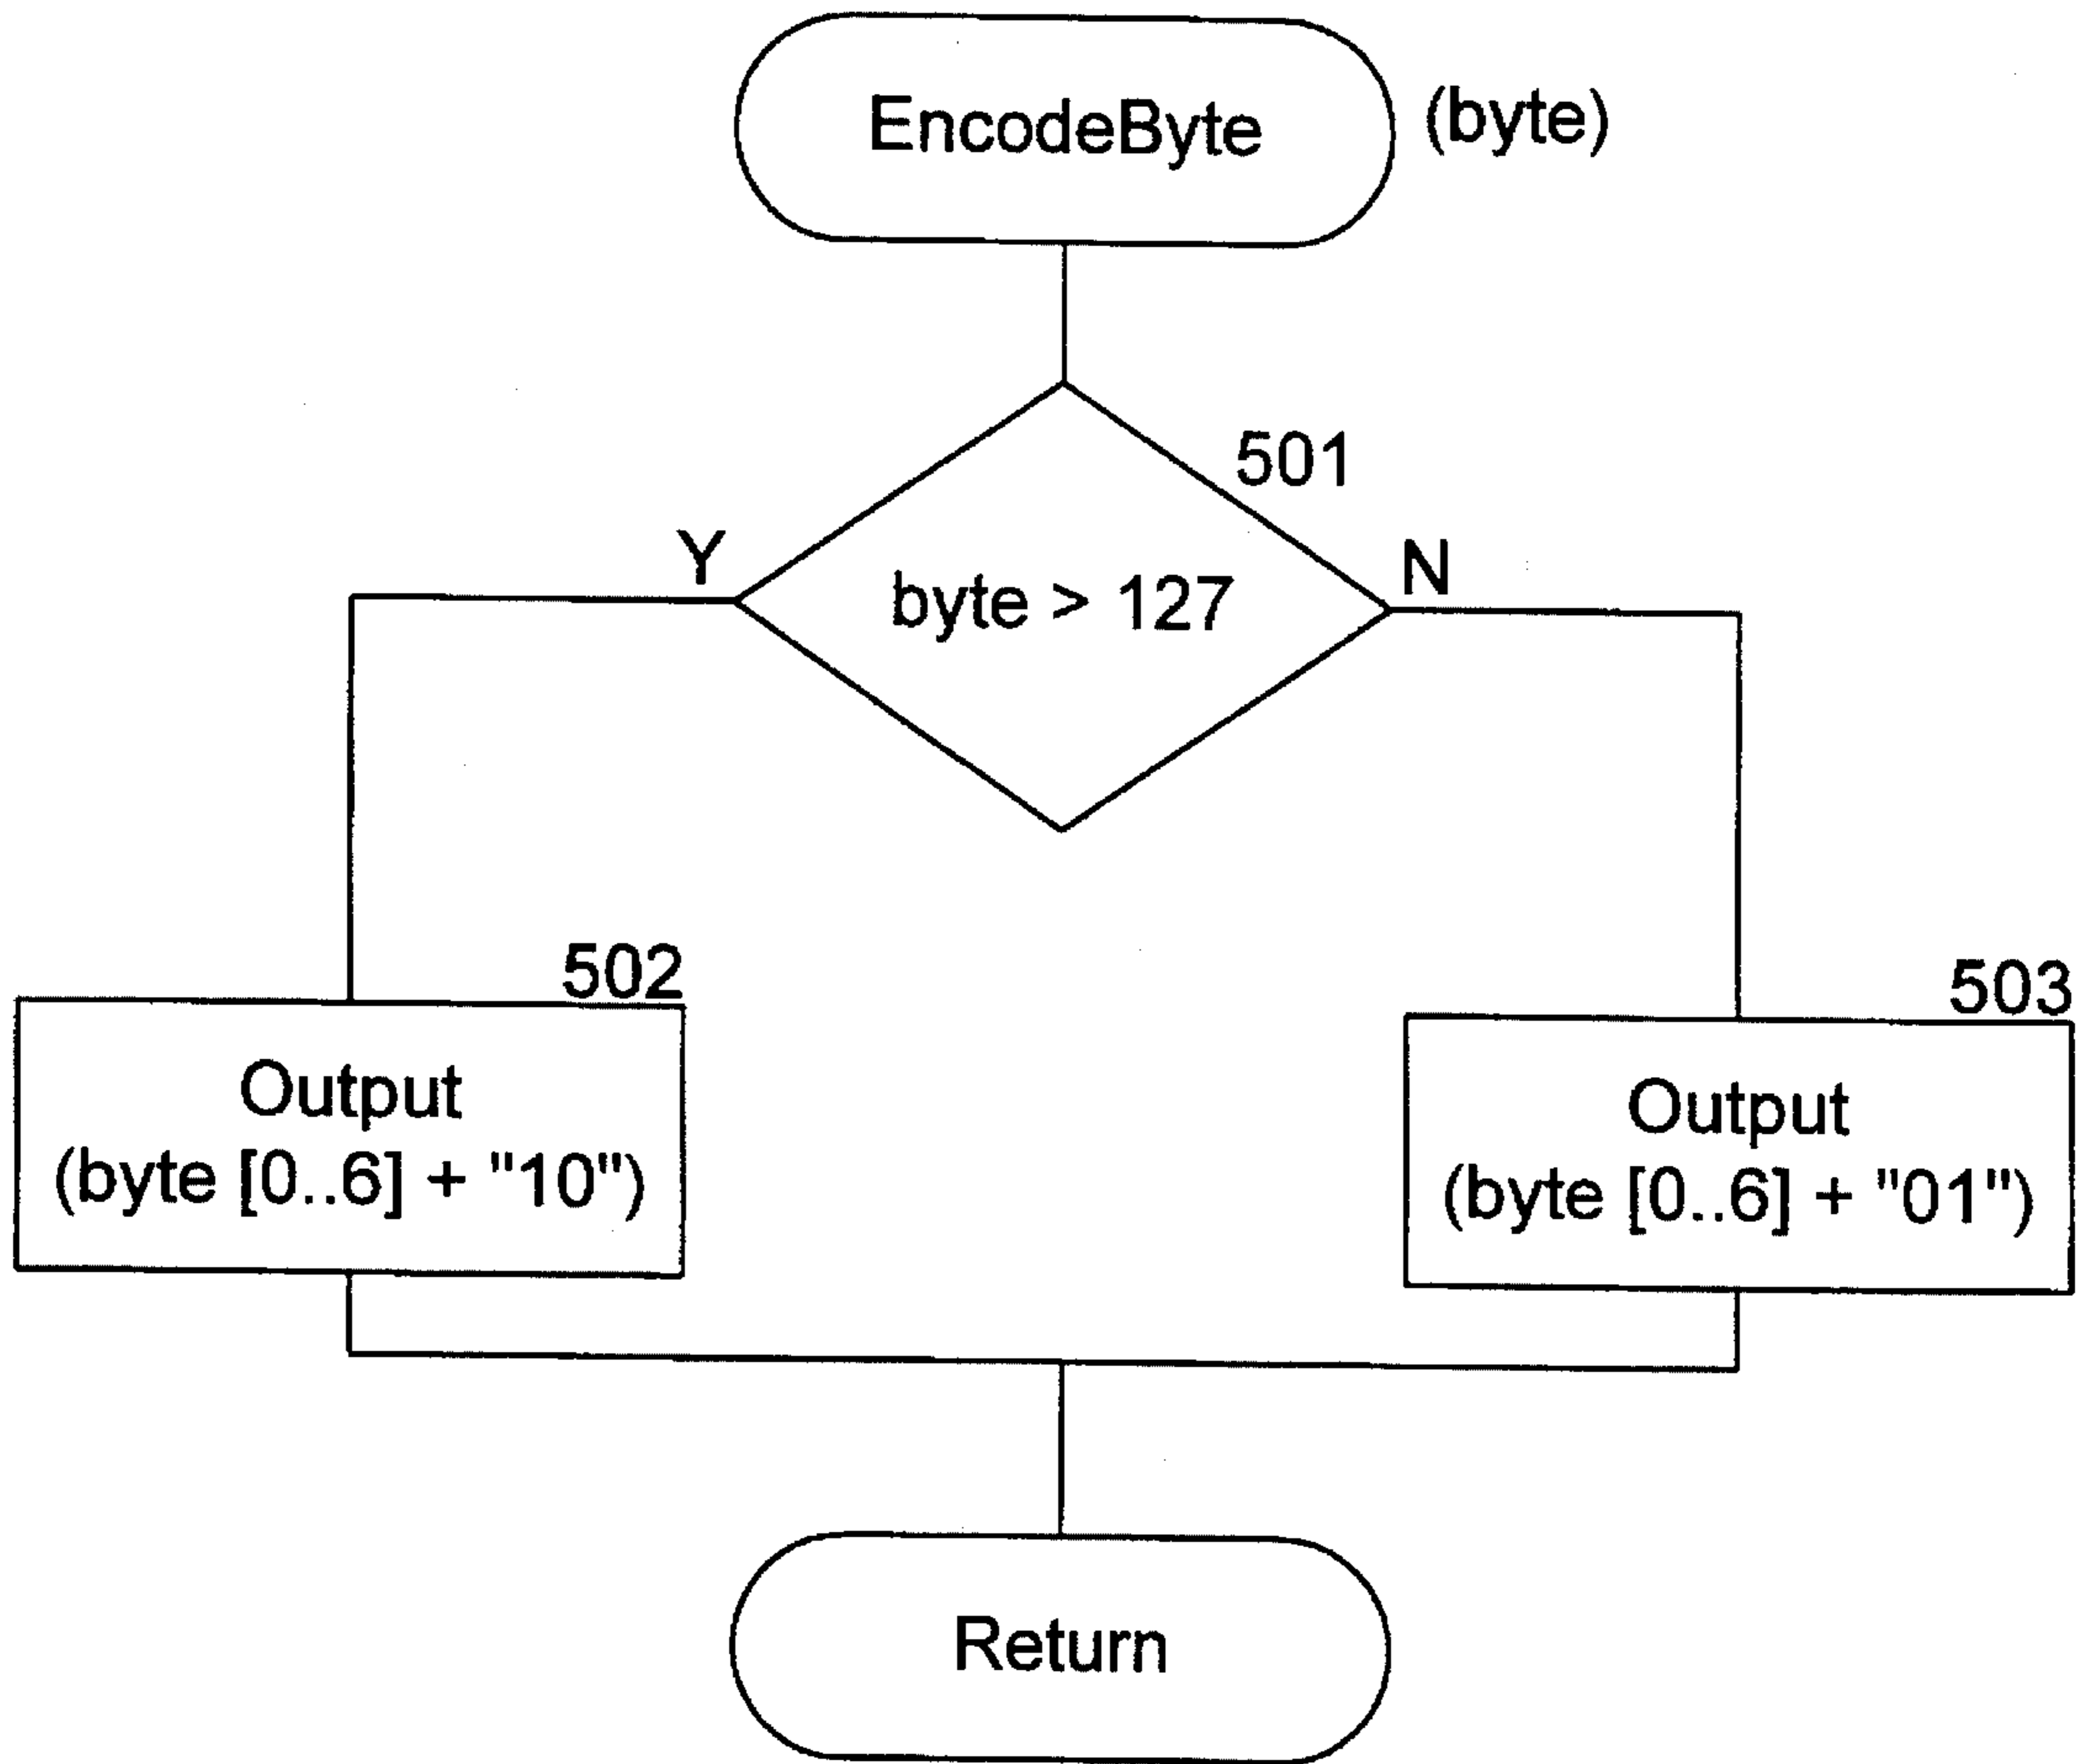 EncodeByte
(byte)
501
Y
N
byte > 127
502
Output
(byte [0..6] + "10")
503
Output
(byte [0..6] + "01")
Return